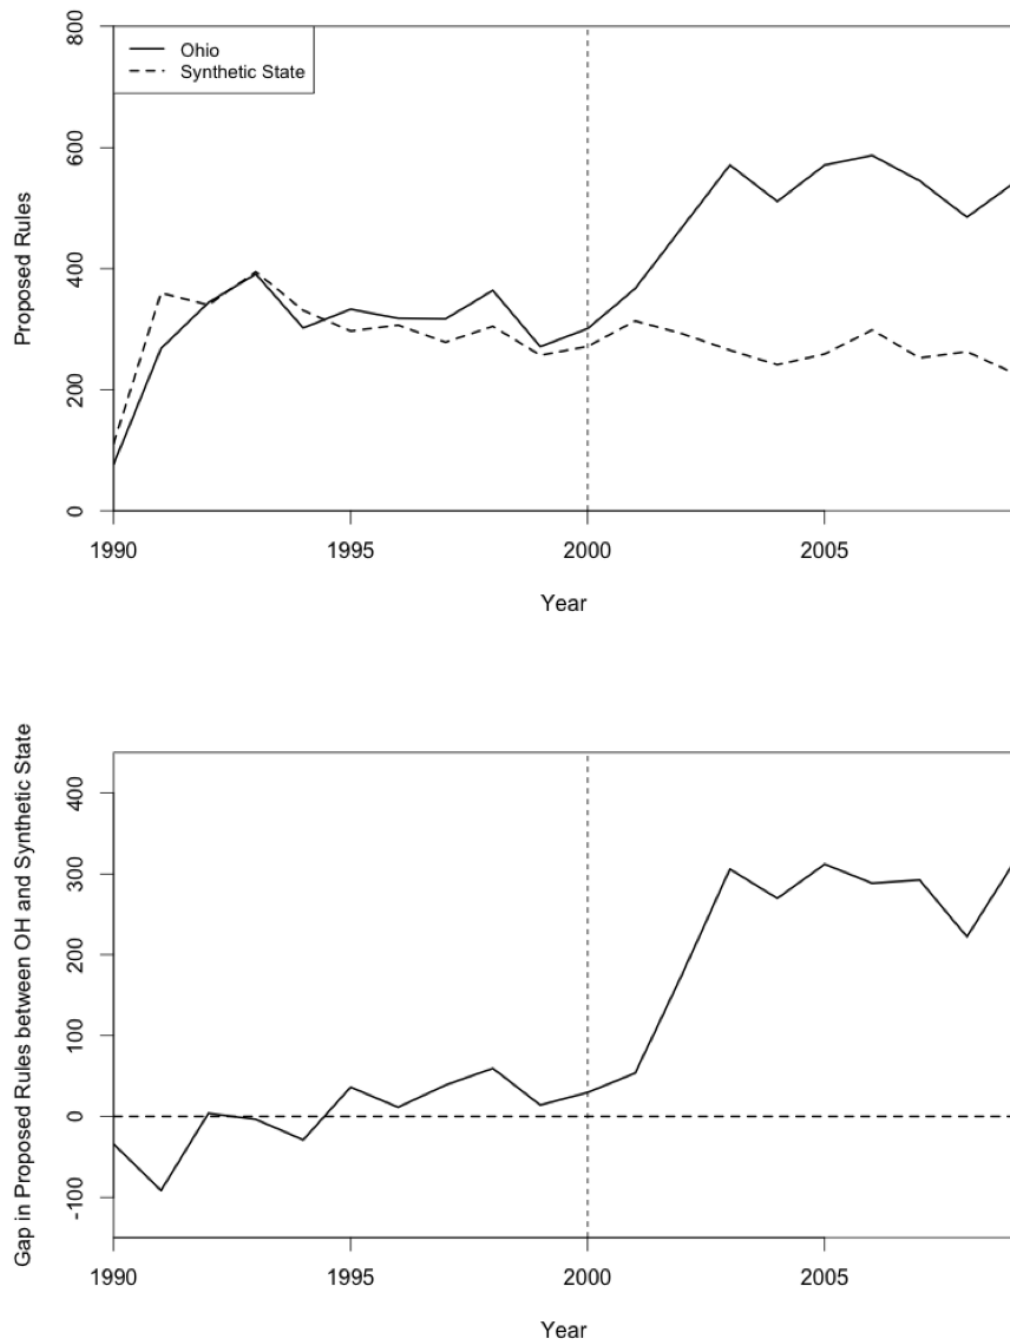 Ohio
Synthetic State
Proposed Rules
800
600
400
200
0
1990 1995 2000 2005
Year
Gap in Proposed Rules between OH and Synthetic State
400
300
200
100
0
-100
1990 1995 2000 2005
Year